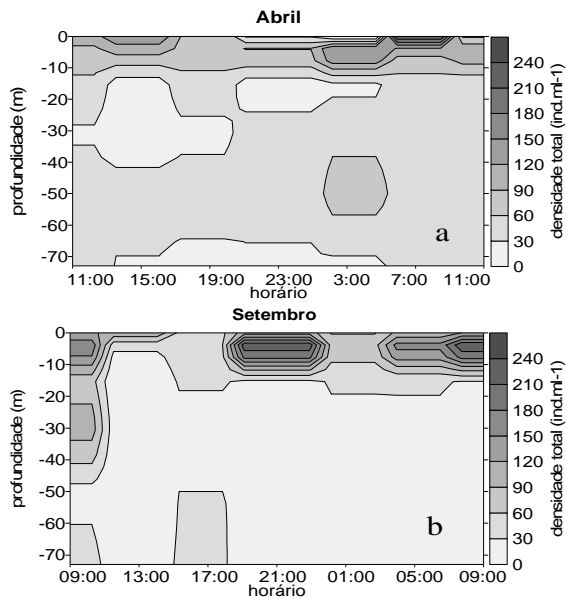 Abril
0
-10
-20
-30
-40
-50
-60
-70
profundidade (m)
11:00 15:00 19:00 23:00 3:00 7:00 11:00
horário
a
240
210
180
150
120
90
60
30
0
densidade total (ind.ml-1)
Setembro
0
-10
-20
-30
-40
-50
-60
-70
profundidade (m)
09:00 13:00 17:00 21:00 01:00 05:00 09:00
horário
b
240
210
180
150
120
90
60
30
0
densidade total (ind.ml-1)